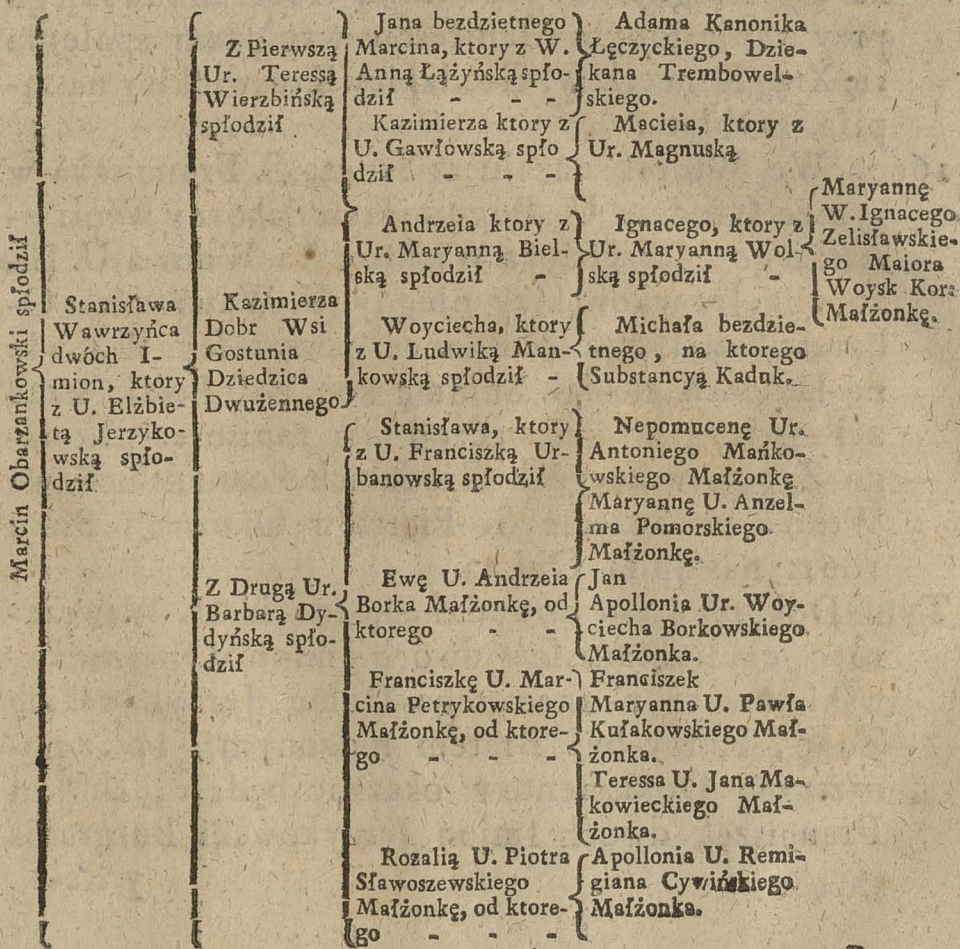 Marcin Obarzankowski spłodził
Stanisława
Wawrzyńca
dwóch I-
mion, ktory
z U. Elżbie-
tą Jerzyko-
wską spło-
dził
Z Pierwszą
Ur. Teressą
Wierzbińską
spłodził
Kazimierza
Dobr Wsi
Gostunia
Dziedzica
Dwużennego
Z Drugą Ur.
Barbarą Dy-
dyńską spło-
dził
Jana bezdzietnego
Marcina, ktory z W.
Anną Łążyńską spło-
dził - - -
Kazimierza ktory z
U. Gawłowską spło
dził - - -
Andrzeia ktory z
Ur. Maryanną Biel-
ską spłodził -
Woyciecha, ktory
z U. Ludwiką Man-
kowską spłodził -
Stanisława, ktory
z U. Franciszką Ur-
banowską spłodził
Ewę U. Andrzeia
Borka Małżonkę, od
ktorego - -
Franciszkę U. Mar-
cina Petrykowskiego
Małżonkę, od ktore-
go - - -
Rozalią U. Piotra
Sławoszewskiego
Małżonkę, od ktore-
go - - -
Adama Kanonika
Łęczyckiego, Dzie-
kana Trembowel-
skiego.
Macieia, ktory z
Ur. Magnuską
Ignacego, ktory z
Ur. Maryanną Wol-
ską spłodził -
Michała bezdzie-
tnego, na ktorego
Substancyą Kaduk.
Nepomucenę Ur.
Antoniego Mańko-
wskiego Małżonkę
Maryannę U. Anzel-
ma Pomorskiego
Małżonkę.
Jan
Apollonia Ur. Woy-
ciecha Borkowskiego
Małżonka.
Franciszek
Maryanna U. Pawła
Kułakowskiego Mał-
żonka.
Teressa U. Jana Ma-
kowieckiego Mał-
żonka.
Apollonia U. Remi-
giana Cywińskiego
Małżonka.
Maryannę
W. Ignacego
Zelisławskie-
go Maiora
Woysk Kor:
Małżonkę.